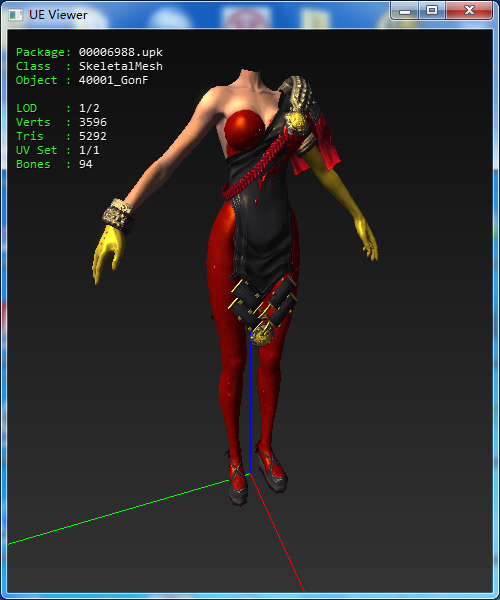 UE Viewer
Package: 00006988.upk
Class  : SkeletalMesh
Object : 40001_GonF
LOD    : 1/2
Verts  : 3596
Tris   : 5292
UV Set : 1/1
Bones  : 94